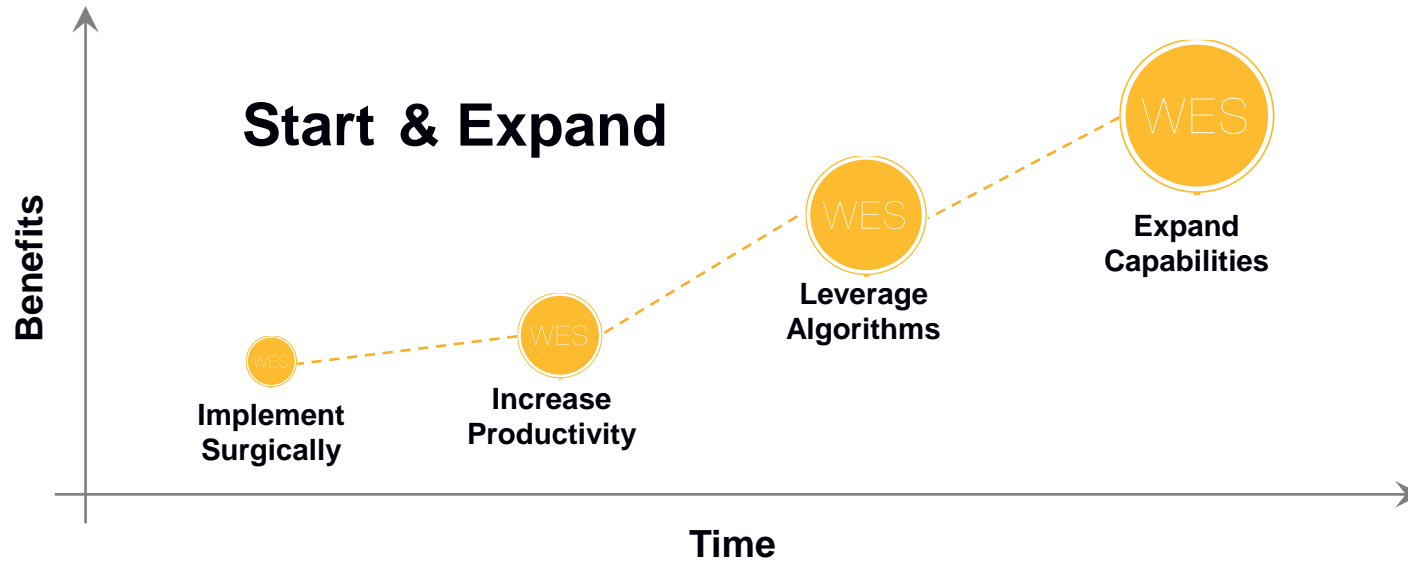 Start & Expand
Benefits
WES
Implement
Surgically
WES
Increase
Productivity
WES
Leverage
Algorithms
WES
Expand
Capabilities
Time